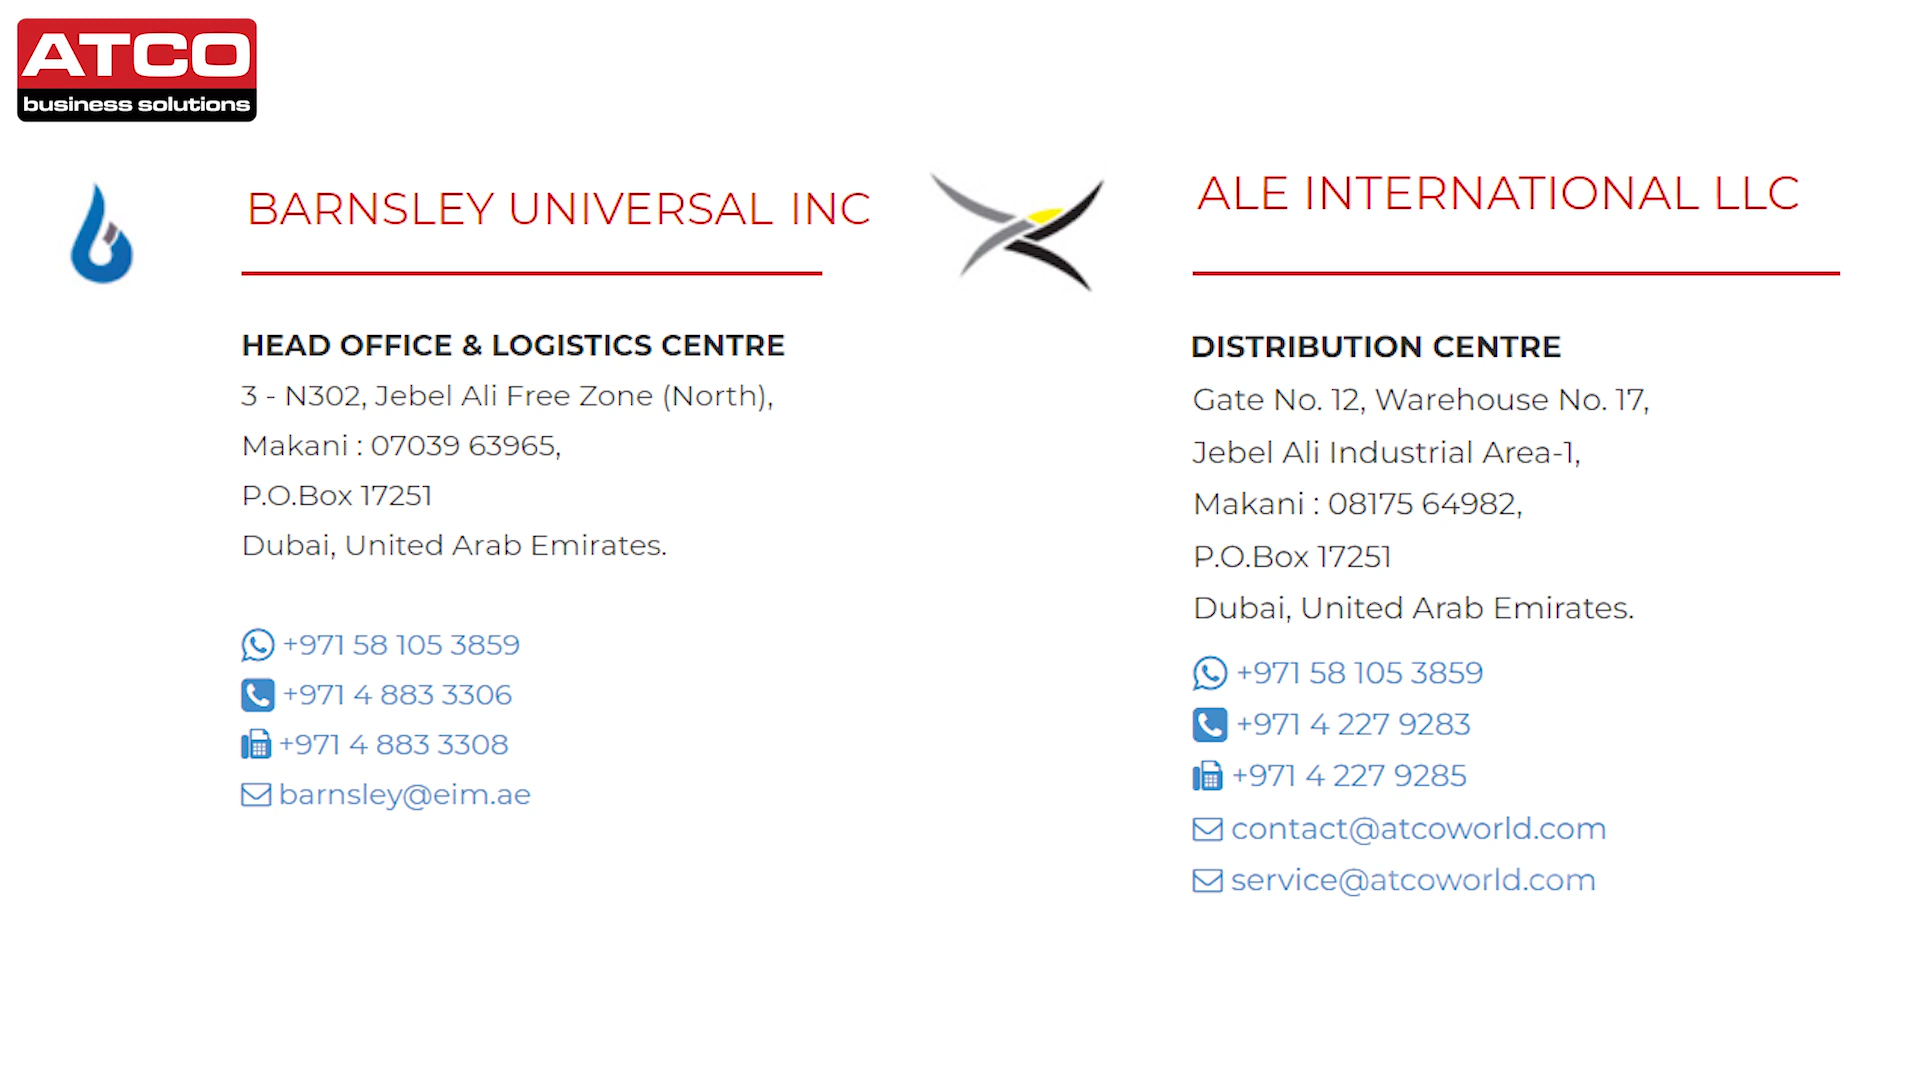 ATCO
business solutions
BARNSLEY UNIVERSAL INC
HEAD OFFICE & LOGISTICS CENTRE
3 - N302, Jebel Ali Free Zone (North),
Makani : 07039 63965,
P.O.Box 17251
Dubai, United Arab Emirates.
+971 58 105 3859
+971 4 883 3306
+971 4 883 3308
barnsley@eim.ae
ALE INTERNATIONAL LLC
DISTRIBUTION CENTRE
Gate No. 12, Warehouse No. 17,
Jebel Ali Industrial Area-1,
Makani : 08175 64982,
P.O.Box 17251
Dubai, United Arab Emirates.
+971 58 105 3859
+971 4 227 9283
+971 4 227 9285
contact@atcoworld.com
service@atcoworld.com